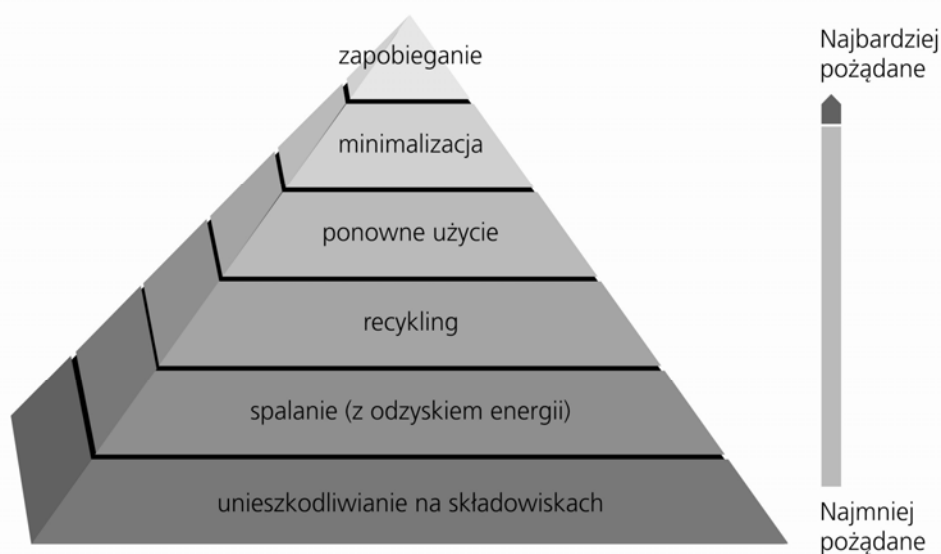 zapobieganie
minimalizacja
ponowne użycie
recykling
spalanie (z odzyskiem energii)
unieszkodliwianie na składowiskach
Najbardziej
pożądane
Najmniej
pożądane